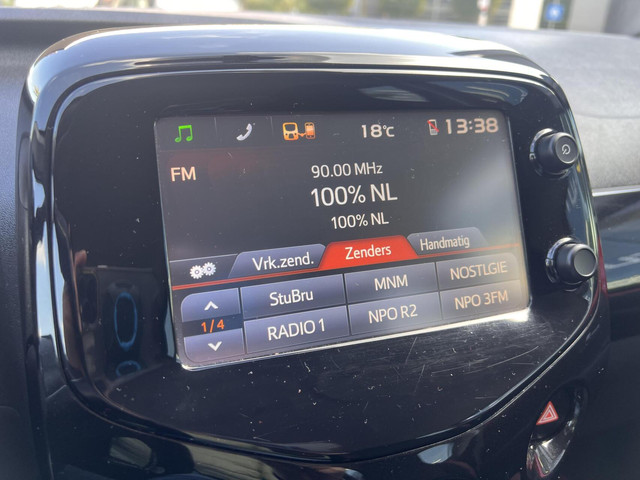 18°C 13:38
FM
90.00 MHz
100% NL
100% NL
Vrk.zend. Zenders Handmatig
StuBru MNM NOSTLGIE
1/4
RADIO 1 NPO R2 NPO 3FM